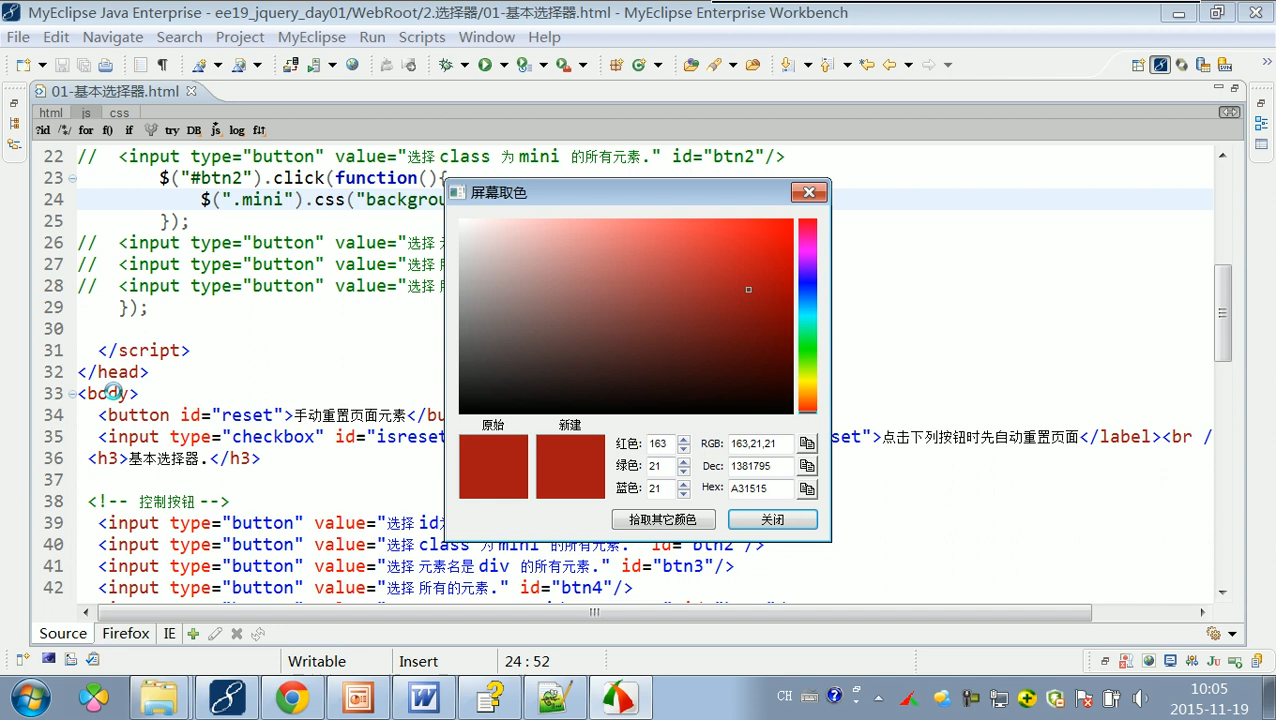 MyEclipse Java Enterprise - ee19_jquery_day01/WebRoot/2.选择器/01-基本选择器.html - MyEclipse Enterprise Workbench
File Edit Navigate Search Project MyEclipse Run Scripts Window Help
01-基本选择器.html
html js css
?id /*/ for f() if try DB js log
22 // <input type="button" value="选择 class 为 mini 的所有元素." id="btn2"/>
23 $("#btn2").click(function(){
24 $(".mini").css("backgrou
25 });
26 // <input type="button" value="选择
27 // <input type="button" value="选择
28 // <input type="button" value="选择
29 });
30
31 </script>
32 </head>
33 <body>
34 <button id="reset">手动重置页面元素</bu
35 <input type="checkbox" id="isreset">点击下列按钮时先自动重置页面</label><br /
36 <h3>基本选择器.</h3>
37
38 <!-- 控制按钮 -->
39 <input type="button" value="选择 id
40 <input type="button" value="选择 class 为 mini 的所有元素." id="btn2"/>
41 <input type="button" value="选择 元素名是 div 的所有元素." id="btn3"/>
42 <input type="button" value="选择 所有的元素." id="btn4"/>
屏幕取色
原始 新建
红色: 163 RGB: 163,21,21
绿色: 21 Dec: 1381795
蓝色: 21 Hex: A31515
拾取其它颜色 关闭
Source Firefox IE
Writable Insert 24 : 52
CH
10:05
2015-11-19